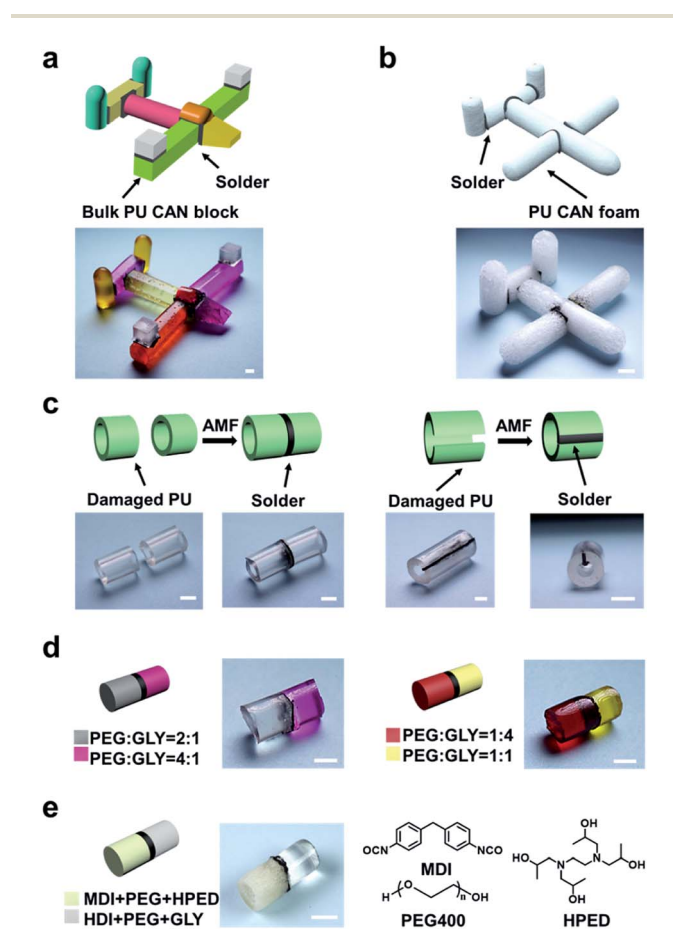 a
b
Solder
Bulk PU CAN block
Solder
PU CAN foam
c
AMF
Damaged PU
Solder
AMF
Damaged PU
Solder
d
PEG:GLY=2:1
PEG:GLY=4:1
PEG:GLY=1:4
PEG:GLY=1:1
e
MDI+PEG+HPED
HDI+PEG+GLY
OCN
NCO
MDI
H
O
n
OH
PEG400
OH
HO
N
N
OH
OH
HPED